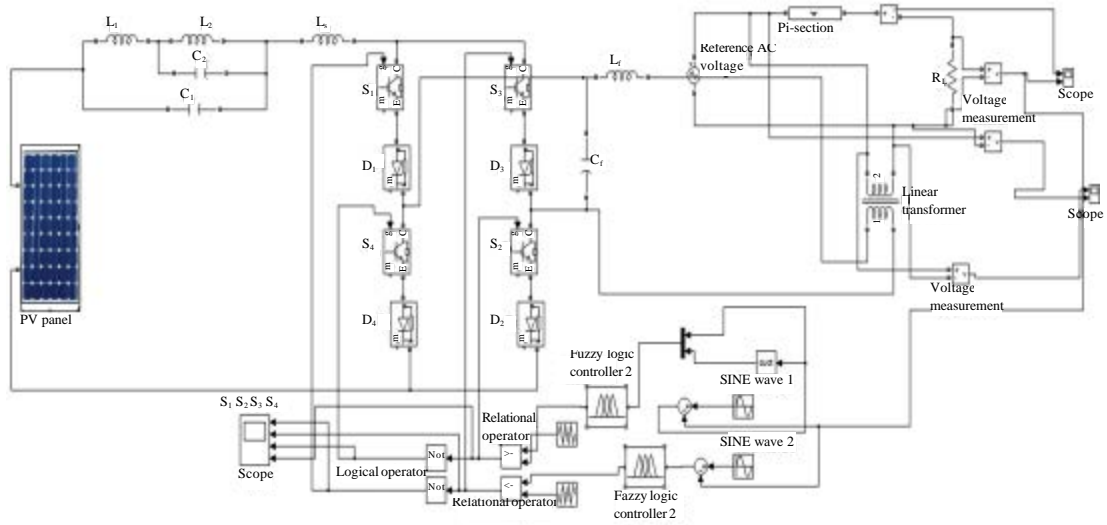 L1
L2
Ls
C2
C1
S1
g
C
m
E
S3
g
C
m
E
D1
m
D3
m
S4
g
C
m
E
S2
g
C
m
E
D4
m
D2
m
Lf
Cf
Reference AC
voltage
Pi-section
RL
Voltage
measurement
Scope
2
1
Linear
transformer
Scope
Voltage
measurement
PV panel
Fuzzy logic
controller 2
SINE wave 1
SINE wave 2
S1 S2 S3 S4
Scope
Relational
operator
Logical operator
Not
>-
Not
<-
Relational operator
Fuzzy logic
controller 2